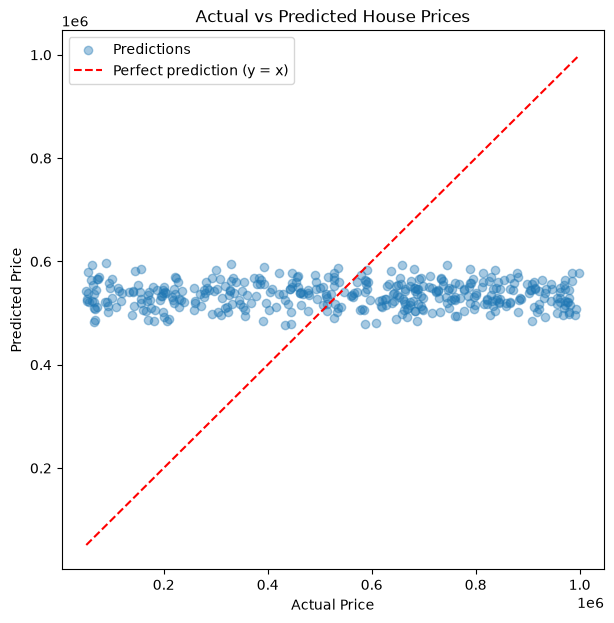 Actual vs Predicted House Prices
1e6
Predictions
Perfect prediction (y = x)
1.0
0.8
0.6
0.4
0.2
Predicted Price
0.2 0.4 0.6 0.8 1.0
1e6
Actual Price